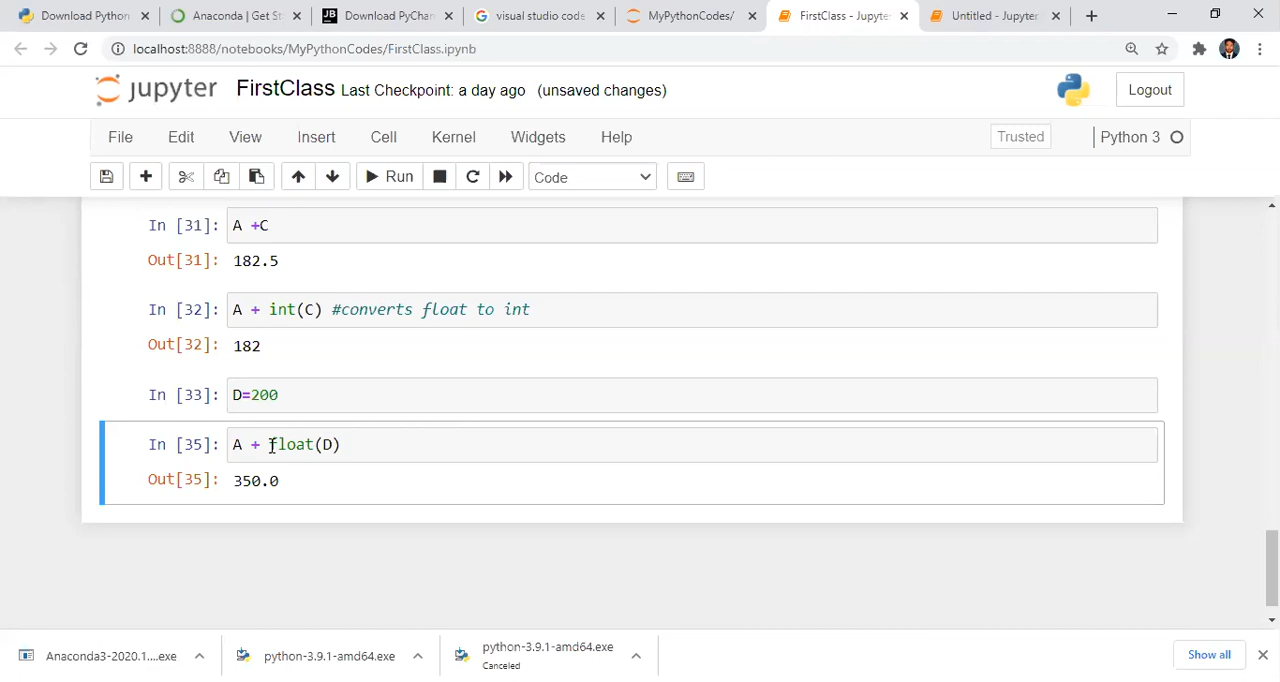 Download Python
Anaconda | Get St
Download PyChar
visual studio code
MyPythonCodes/
FirstClass - Jupyte
Untitled - Jupyter
localhost:8888/notebooks/MyPythonCodes/FirstClass.ipynb
jupyter FirstClass Last Checkpoint: a day ago (unsaved changes)
Logout
File Edit View Insert Cell Kernel Widgets Help
Trusted
Python 3
Run
Code
In [31]: A +C
Out[31]: 182.5
In [32]: A + int(C) #converts float to int
Out[32]: 182
In [33]: D=200
In [35]: A + float(D)
Out[35]: 350.0
Anaconda3-2020.1....exe
python-3.9.1-amd64.exe
python-3.9.1-amd64.exe
Canceled
Show all